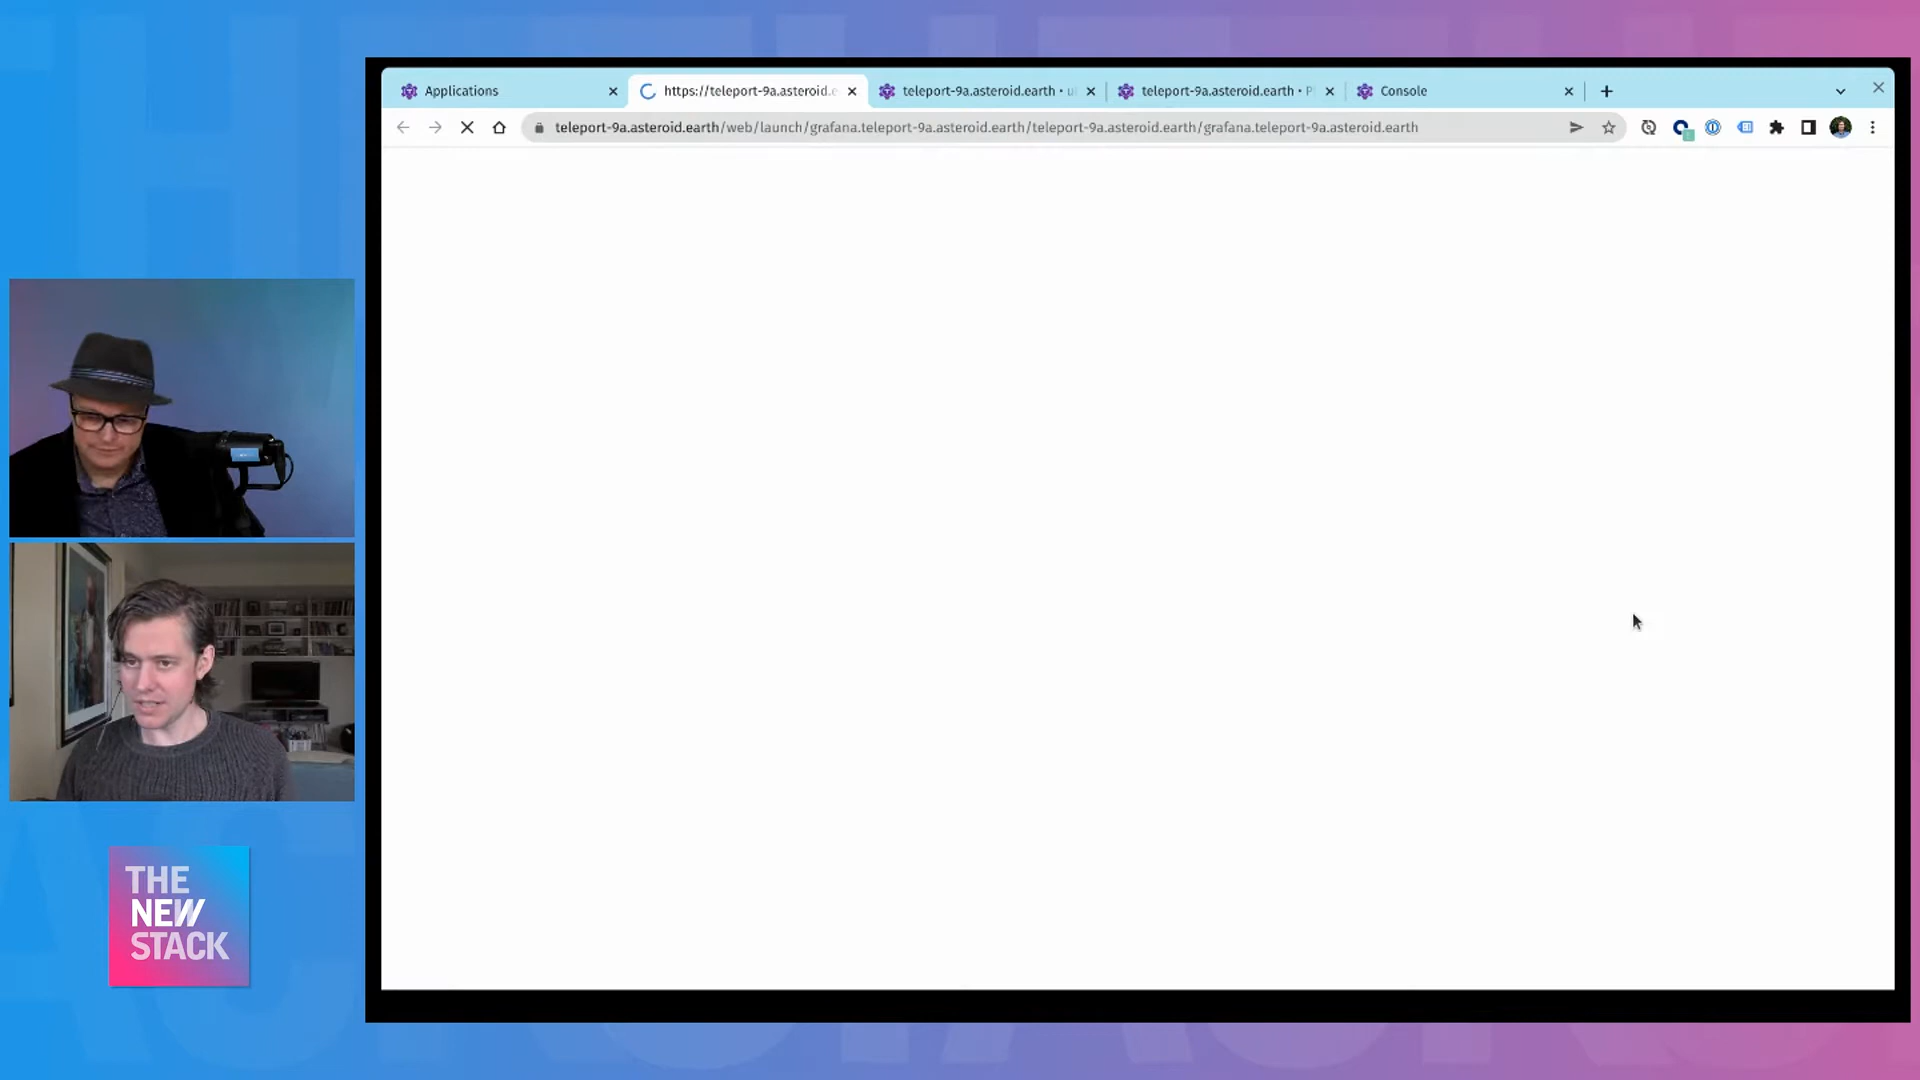 Applications
https://teleport-9a.asteroid.e
teleport-9a.asteroid.earth • u
teleport-9a.asteroid.earth • P
Console
teleport-9a.asteroid.earth/web/launch/grafana.teleport-9a.asteroid.earth/teleport-9a.asteroid.earth/grafana.teleport-9a.asteroid.earth
THE
NEW
STACK